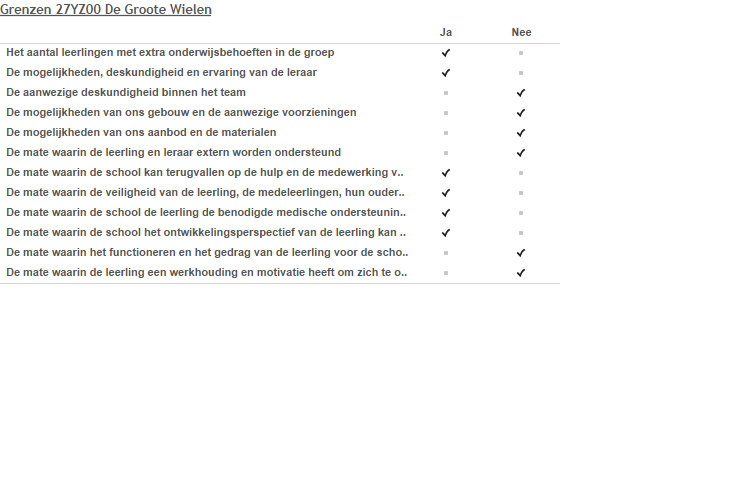 Grenzen 27YZ00 De Groote Wielen
Ja Nee
Het aantal leerlingen met extra onderwijsbehoeften in de groep
De mogelijkheden, deskundigheid en ervaring van de leraar
De aanwezige deskundigheid binnen het team
De mogelijkheden van ons gebouw en de aanwezige voorzieningen
De mogelijkheden van ons aanbod en de materialen
De mate waarin de leerling en leraar extern worden ondersteund
De mate waarin de school kan terugvallen op de hulp en de medewerking v..
De mate waarin de veiligheid van de leerling, de medeleerlingen, hun ouder..
De mate waarin de school de leerling de benodigde medische ondersteunin..
De mate waarin de school het ontwikkelingsperspectief van de leerling kan ..
De mate waarin het functioneren en het gedrag van de leerling voor de scho..
De mate waarin de leerling een werkhouding en motivatie heeft om zich te o..